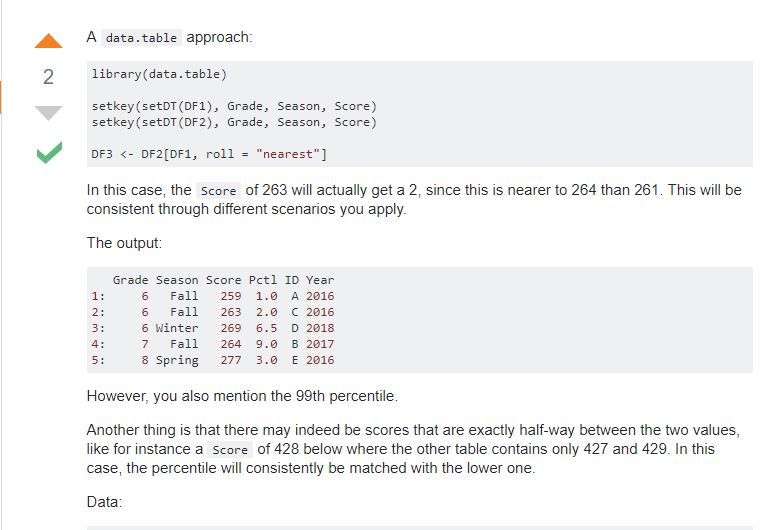 A data.table approach:
2
library(data.table)
setkey(setDT(DF1), Grade, Season, Score)
setkey(setDT(DF2), Grade, Season, Score)
DF3 <- DF2[DF1, roll = "nearest"]
In this case, the Score of 263 will actually get a 2, since this is nearer to 264 than 261. This will be
consistent through different scenarios you apply.
The output:
Grade Season Score Pctl ID Year
1: 6 Fall 259 1.0 A 2016
2: 6 Fall 263 2.0 C 2016
3: 6 Winter 269 6.5 D 2018
4: 7 Fall 264 9.0 B 2017
5: 8 Spring 277 3.0 E 2016
However, you also mention the 99th percentile.
Another thing is that there may indeed be scores that are exactly half-way between the two values,
like for instance a Score of 428 below where the other table contains only 427 and 429. In this
case, the percentile will consistently be matched with the lower one.
Data: